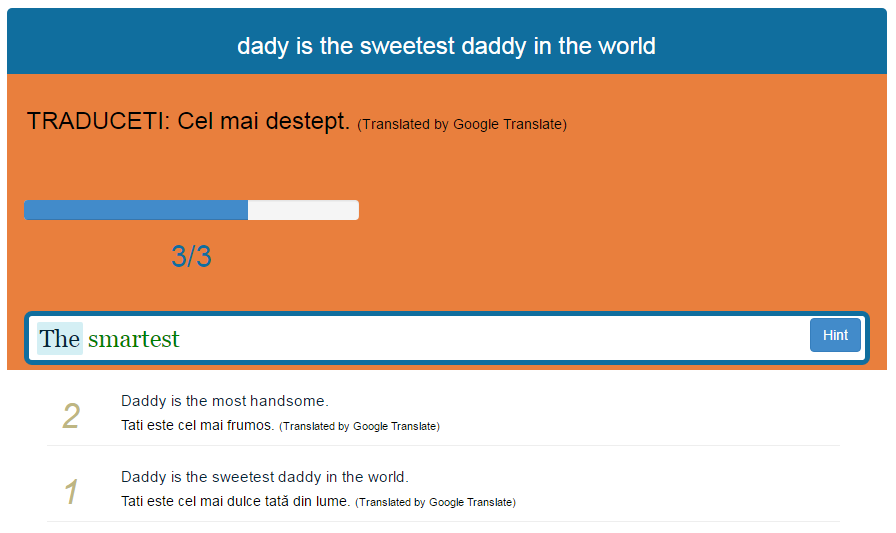 dady is the sweetest daddy in the world
TRADUCETI: Cel mai destept. (Translated by Google Translate)
3/3
The smartest
Hint
2
Daddy is the most handsome.
Tati este cel mai frumos. (Translated by Google Translate)
1
Daddy is the sweetest daddy in the world.
Tati este cel mai dulce tată din lume. (Translated by Google Translate)